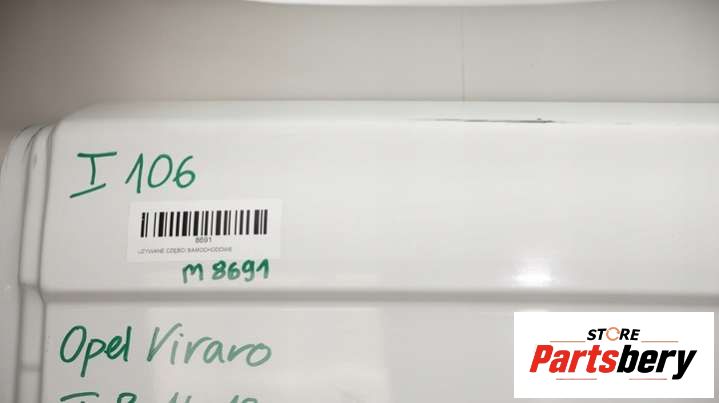 I 106
8691
UŻYWANE CZĘŚCI SAMOCHODOWE
M 8691
Opel Viraro
STORE
Partsbery